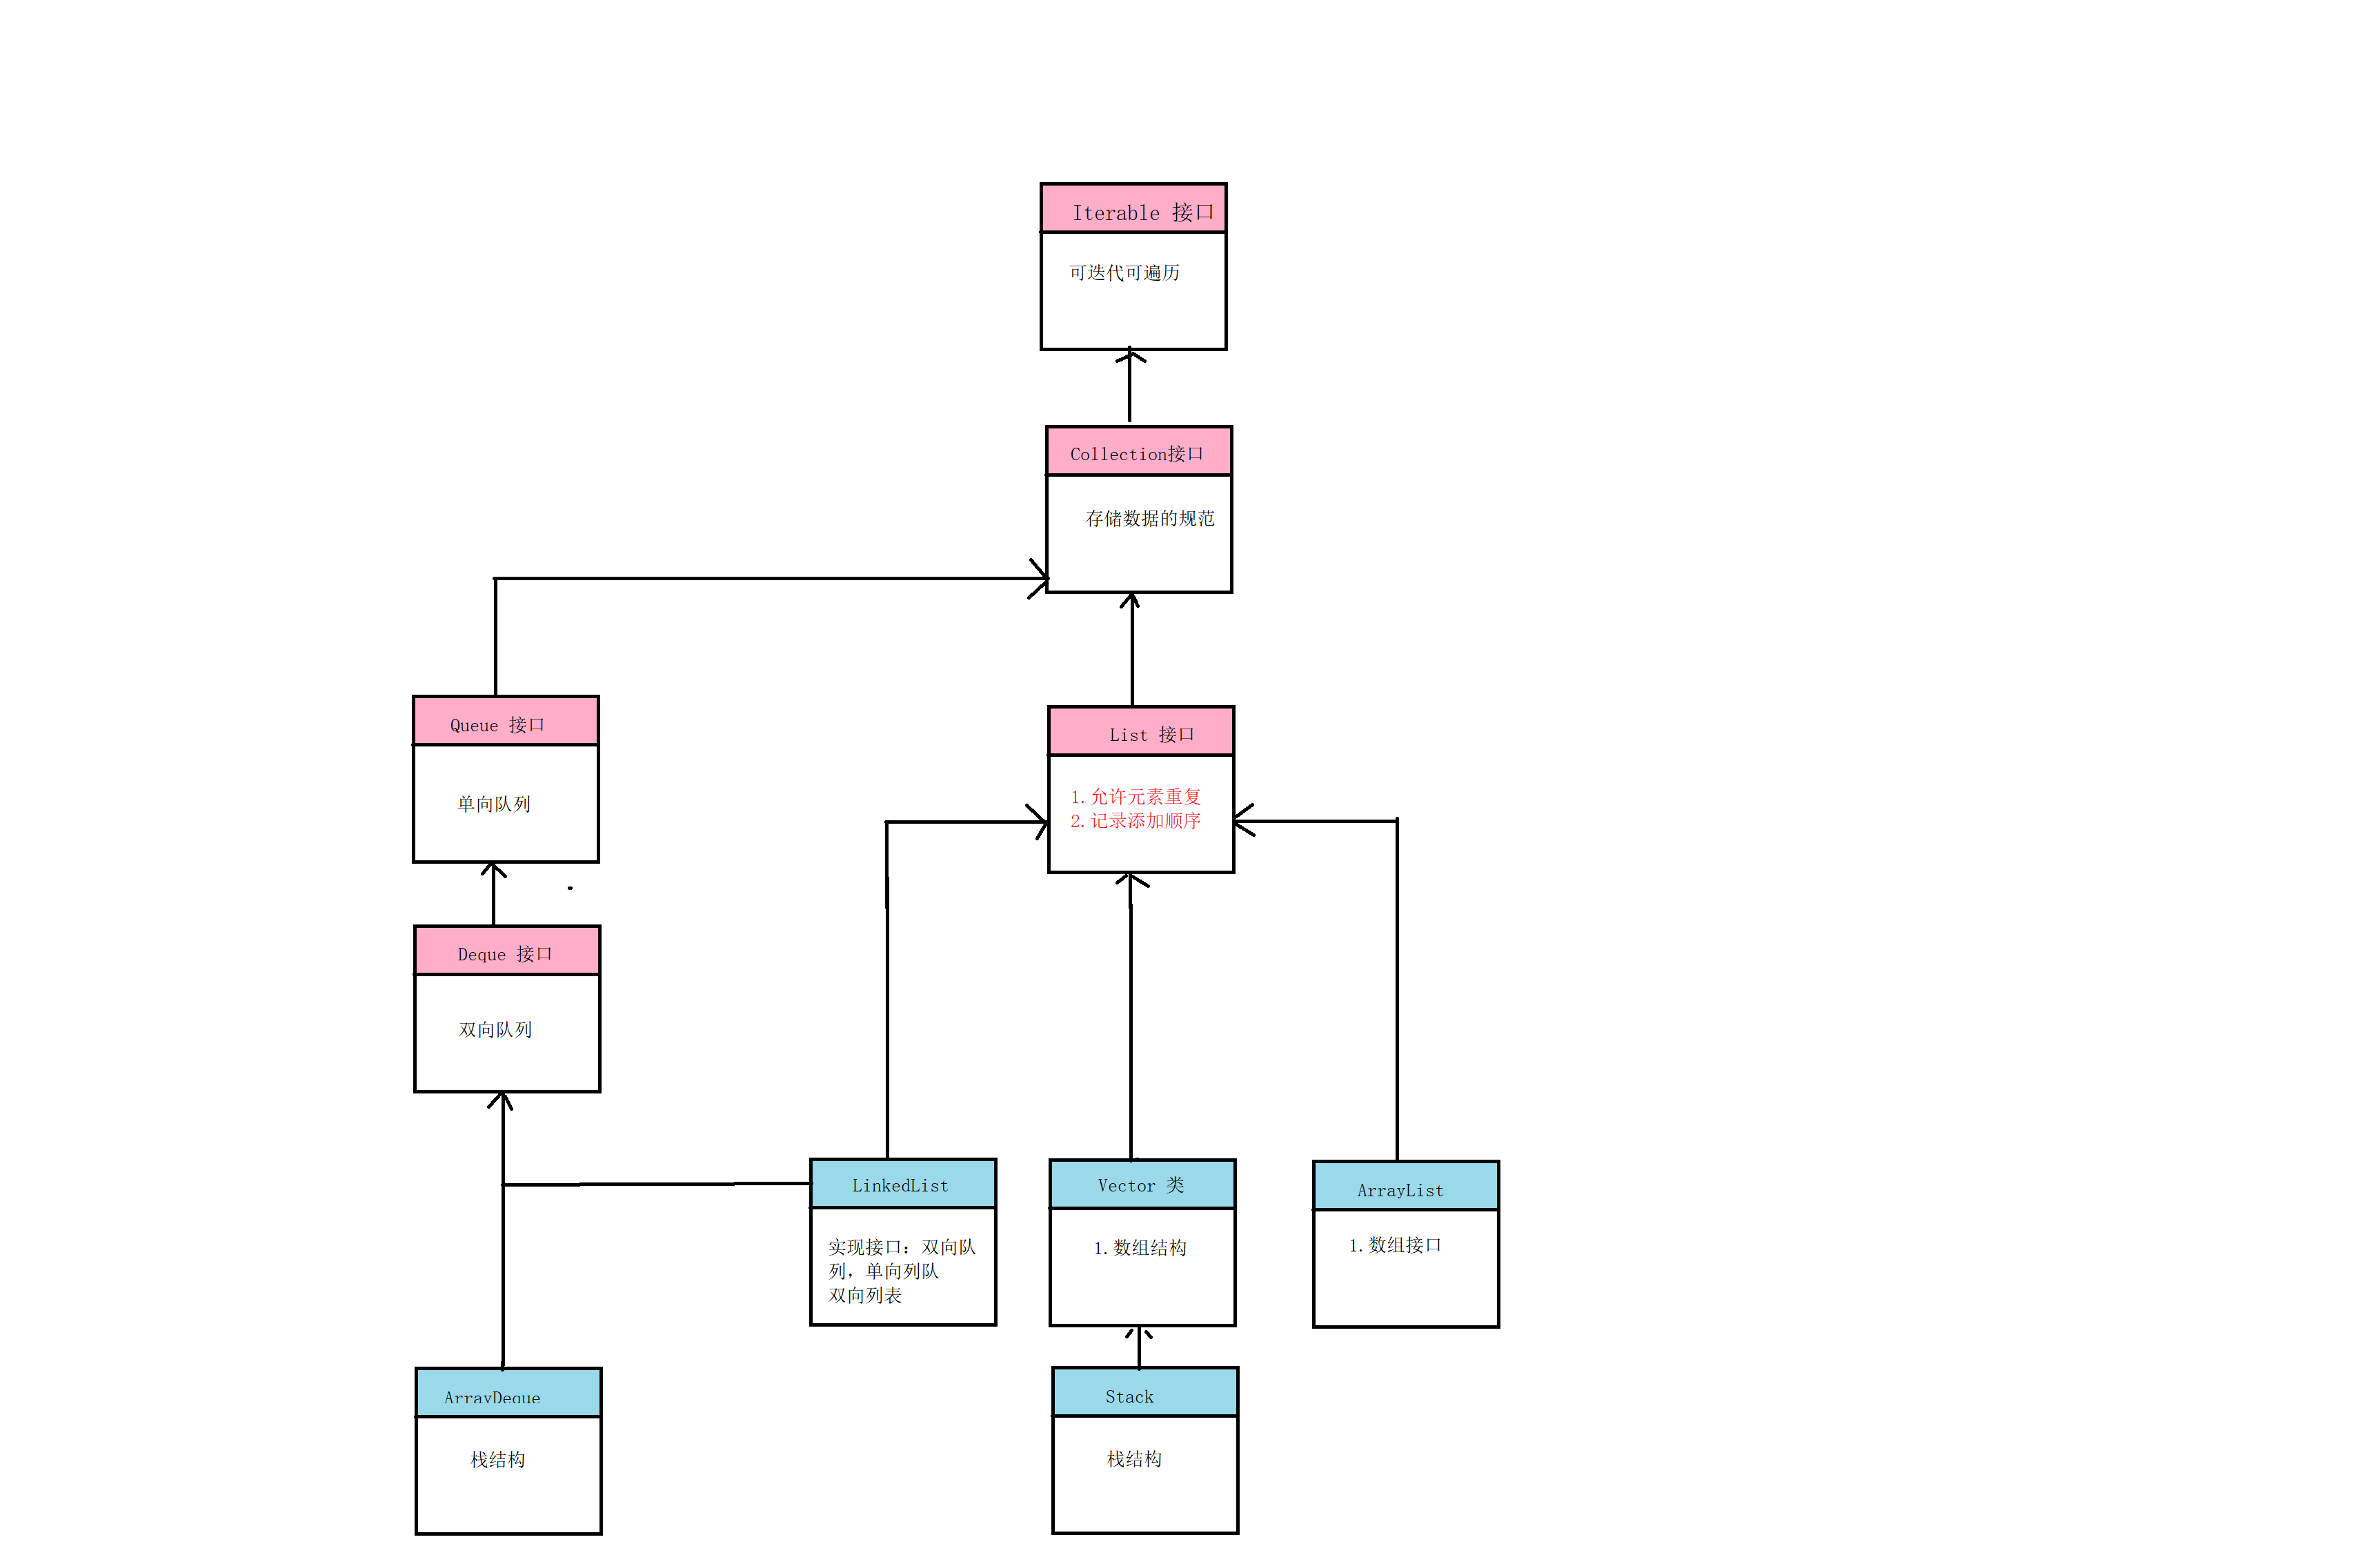 Iterable 接口
可迭代可遍历
Collection接口
存储数据的规范
Queue 接口
单向队列
List 接口
1.允许元素重复
2.记录添加顺序
Deque 接口
双向队列
LinkedList
实现接口：双向队
列，单向列队
双向列表
Vector 类
1.数组结构
ArrayList
1.数组接口
ArrayDeque
栈结构
Stack
栈结构